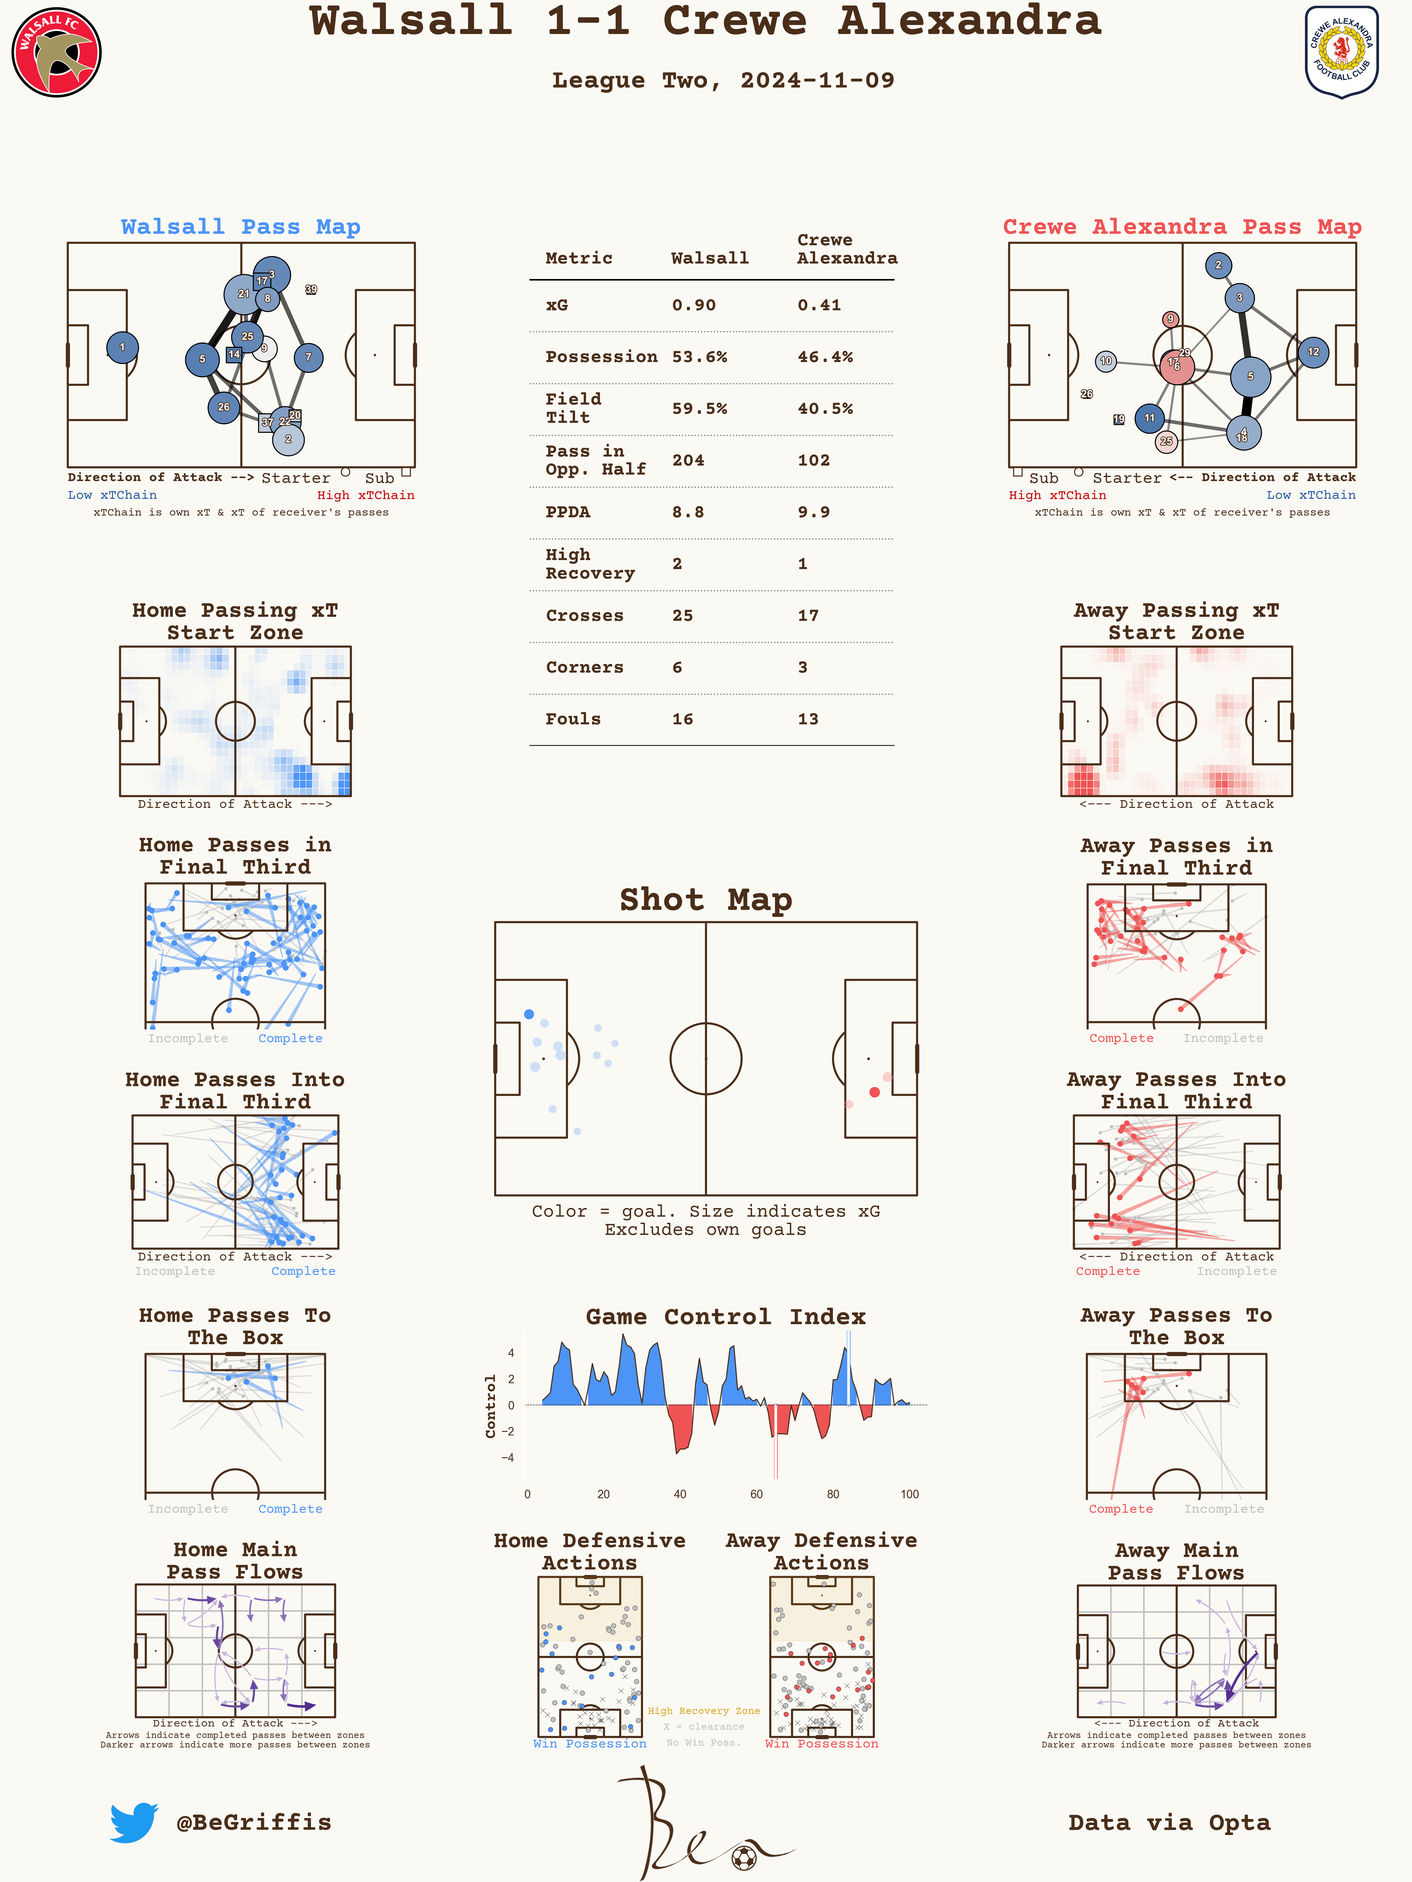 Walsall 1-1 Crewe Alexandra
League Two, 2024-11-09
WALSALL FC
CREWE ALEXANDRA
FOOTBALL CLUB
Walsall Pass Map
1
21
3
17
8
39
25
14
9
5
7
26
37
22
20
2
Direction of Attack --> Starter Sub
Low xTChain High xTChain
xTChain is own xT & xT of receiver's passes
Metric Walsall Crewe
Alexandra
xG 0.90 0.41
Possession 53.6% 46.4%
Field
Tilt 59.5% 40.5%
Pass in
Opp. Half 204 102
PPDA 8.8 9.9
High
Recovery 2 1
Crosses 25 17
Corners 6 3
Fouls 16 13
Crewe Alexandra Pass Map
2
3
9
29
17
6
10
12
5
26
19
11
25
4
18
Sub Starter <-- Direction of Attack
High xTChain Low xTChain
xTChain is own xT & xT of receiver's passes
Home Passing xT
Start Zone
Direction of Attack --->
Away Passing xT
Start Zone
<--- Direction of Attack
Home Passes in
Final Third
Incomplete Complete
Away Passes in
Final Third
Complete Incomplete
Shot Map
Color = goal. Size indicates xG
Excludes own goals
Home Passes Into
Final Third
Direction of Attack --->
Incomplete Complete
Away Passes Into
Final Third
<--- Direction of Attack
Complete Incomplete
Home Passes To
The Box
Incomplete Complete
Game Control Index
Control
4
2
0
−2
−4
0 20 40 60 80 100
Away Passes To
The Box
Complete Incomplete
Home Main
Pass Flows
Direction of Attack --->
Arrows indicate completed passes between zones
Darker arrows indicate more passes between zones
Home Defensive
Actions
Win Possession
High Recovery Zone
X = clearance
No Win Poss.
Away Defensive
Actions
Win Possession
Away Main
Pass Flows
<--- Direction of Attack
Arrows indicate completed passes between zones
Darker arrows indicate more passes between zones
@BeGriffis
Ben
Data via Opta